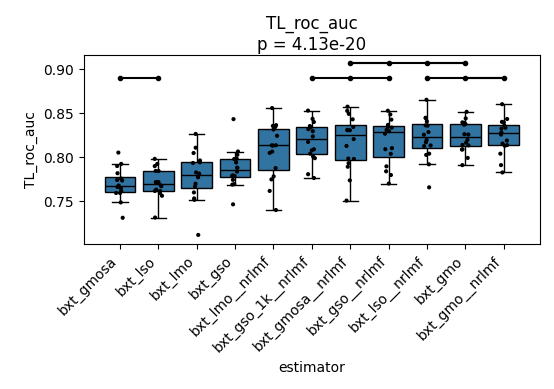 TL_roc_auc
p = 4.13e-20
TL_roc_auc
0.90
0.85
0.80
0.75
bxt_gmosa
bxt_lso
bxt_lmo
bxt_gso
bxt_lmo__nrlmf
bxt_gso_1k__nrlmf
bxt_gmosa__nrlmf
bxt_gso__nrlmf
bxt_lso__nrlmf
bxt_gmo
bxt_gmo__nrlmf
estimator